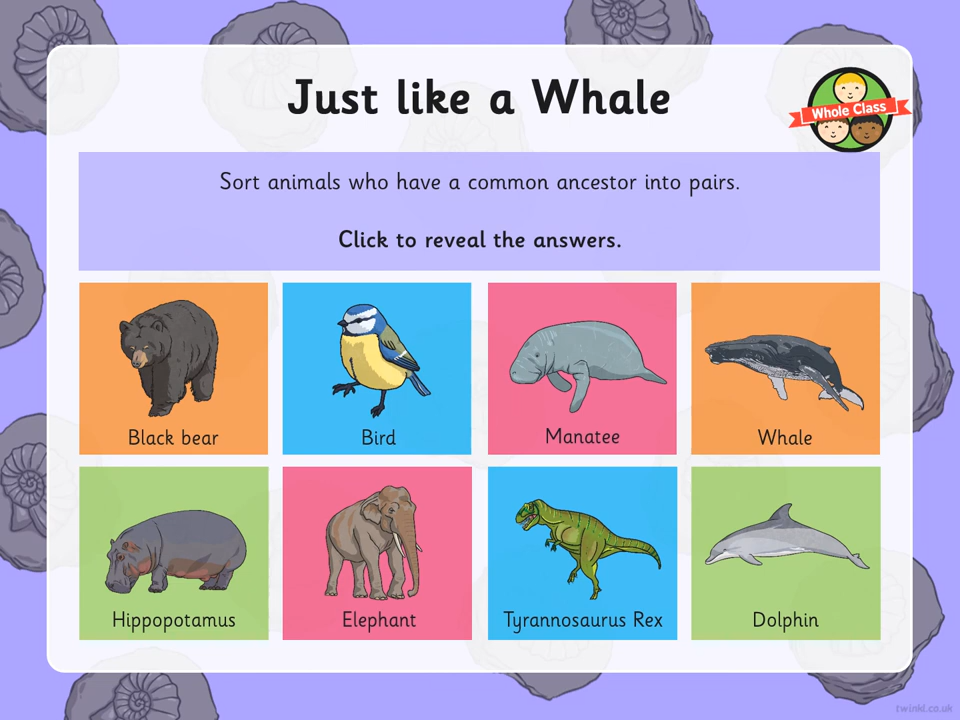 Just like a Whale
Whole Class
Sort animals who have a common ancestor into pairs.
Click to reveal the answers.
Black bear
Bird
Manatee
Whale
Hippopotamus
Elephant
Tyrannosaurus Rex
Dolphin
twinkl.co.uk